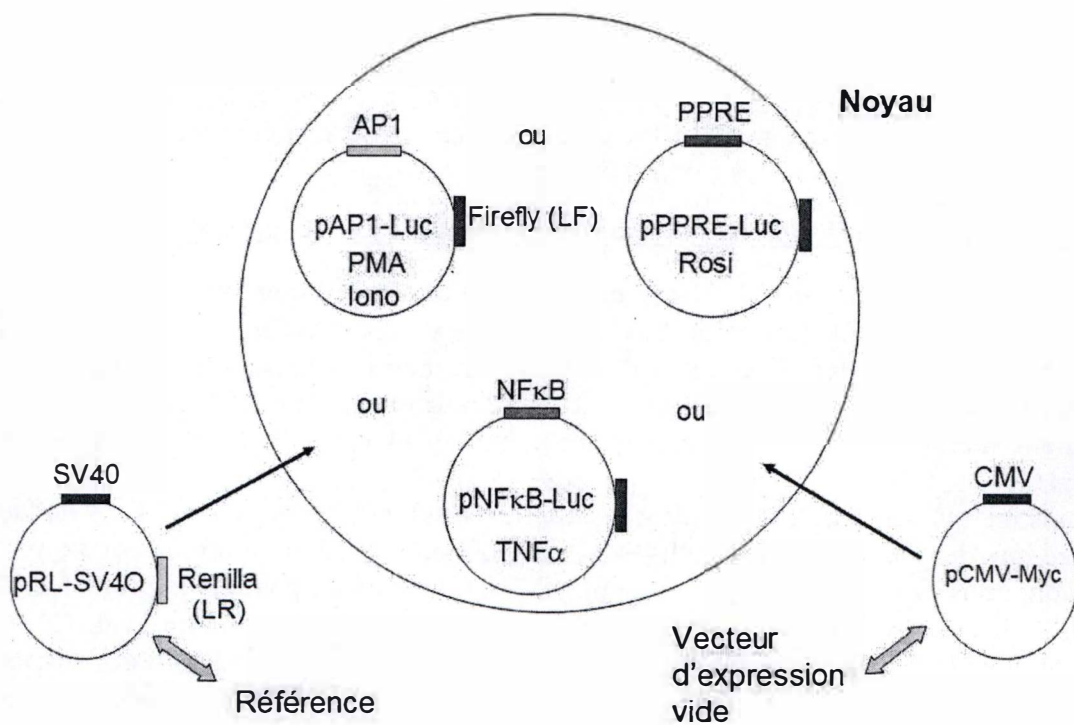 Noyau
AP1
ou
PPRE
pAP1-Luc
PMA
Iono
Firefly (LF)
pPPRE-Luc
Rosi
ou
NFκB
ou
pNFκB-Luc
TNFα
SV40
pRL-SV4O
Renilla
(LR)
Référence
CMV
pCMV-Myc
Vecteur
d'expression
vide